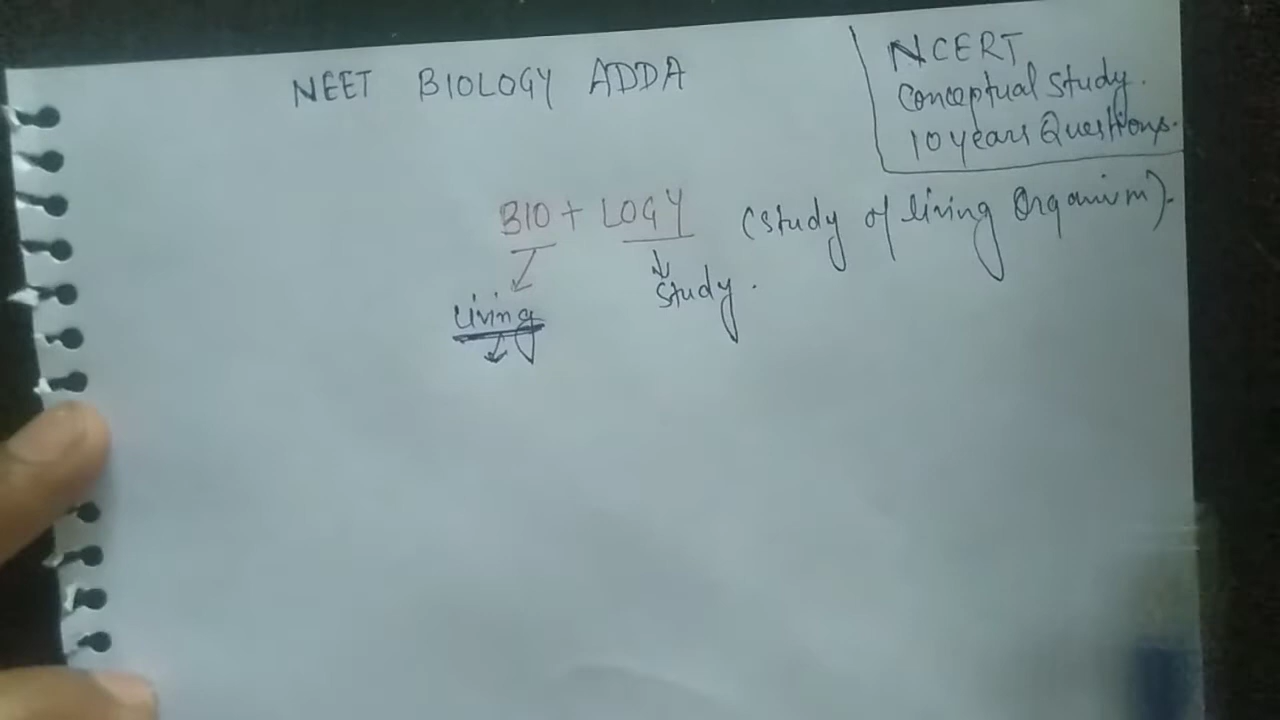 NEET BIOLOGY ADDA
NCERT
Conceptual Study.
10 years Questions.
BIO + LOGY (Study of living Organism).
Living
Study.